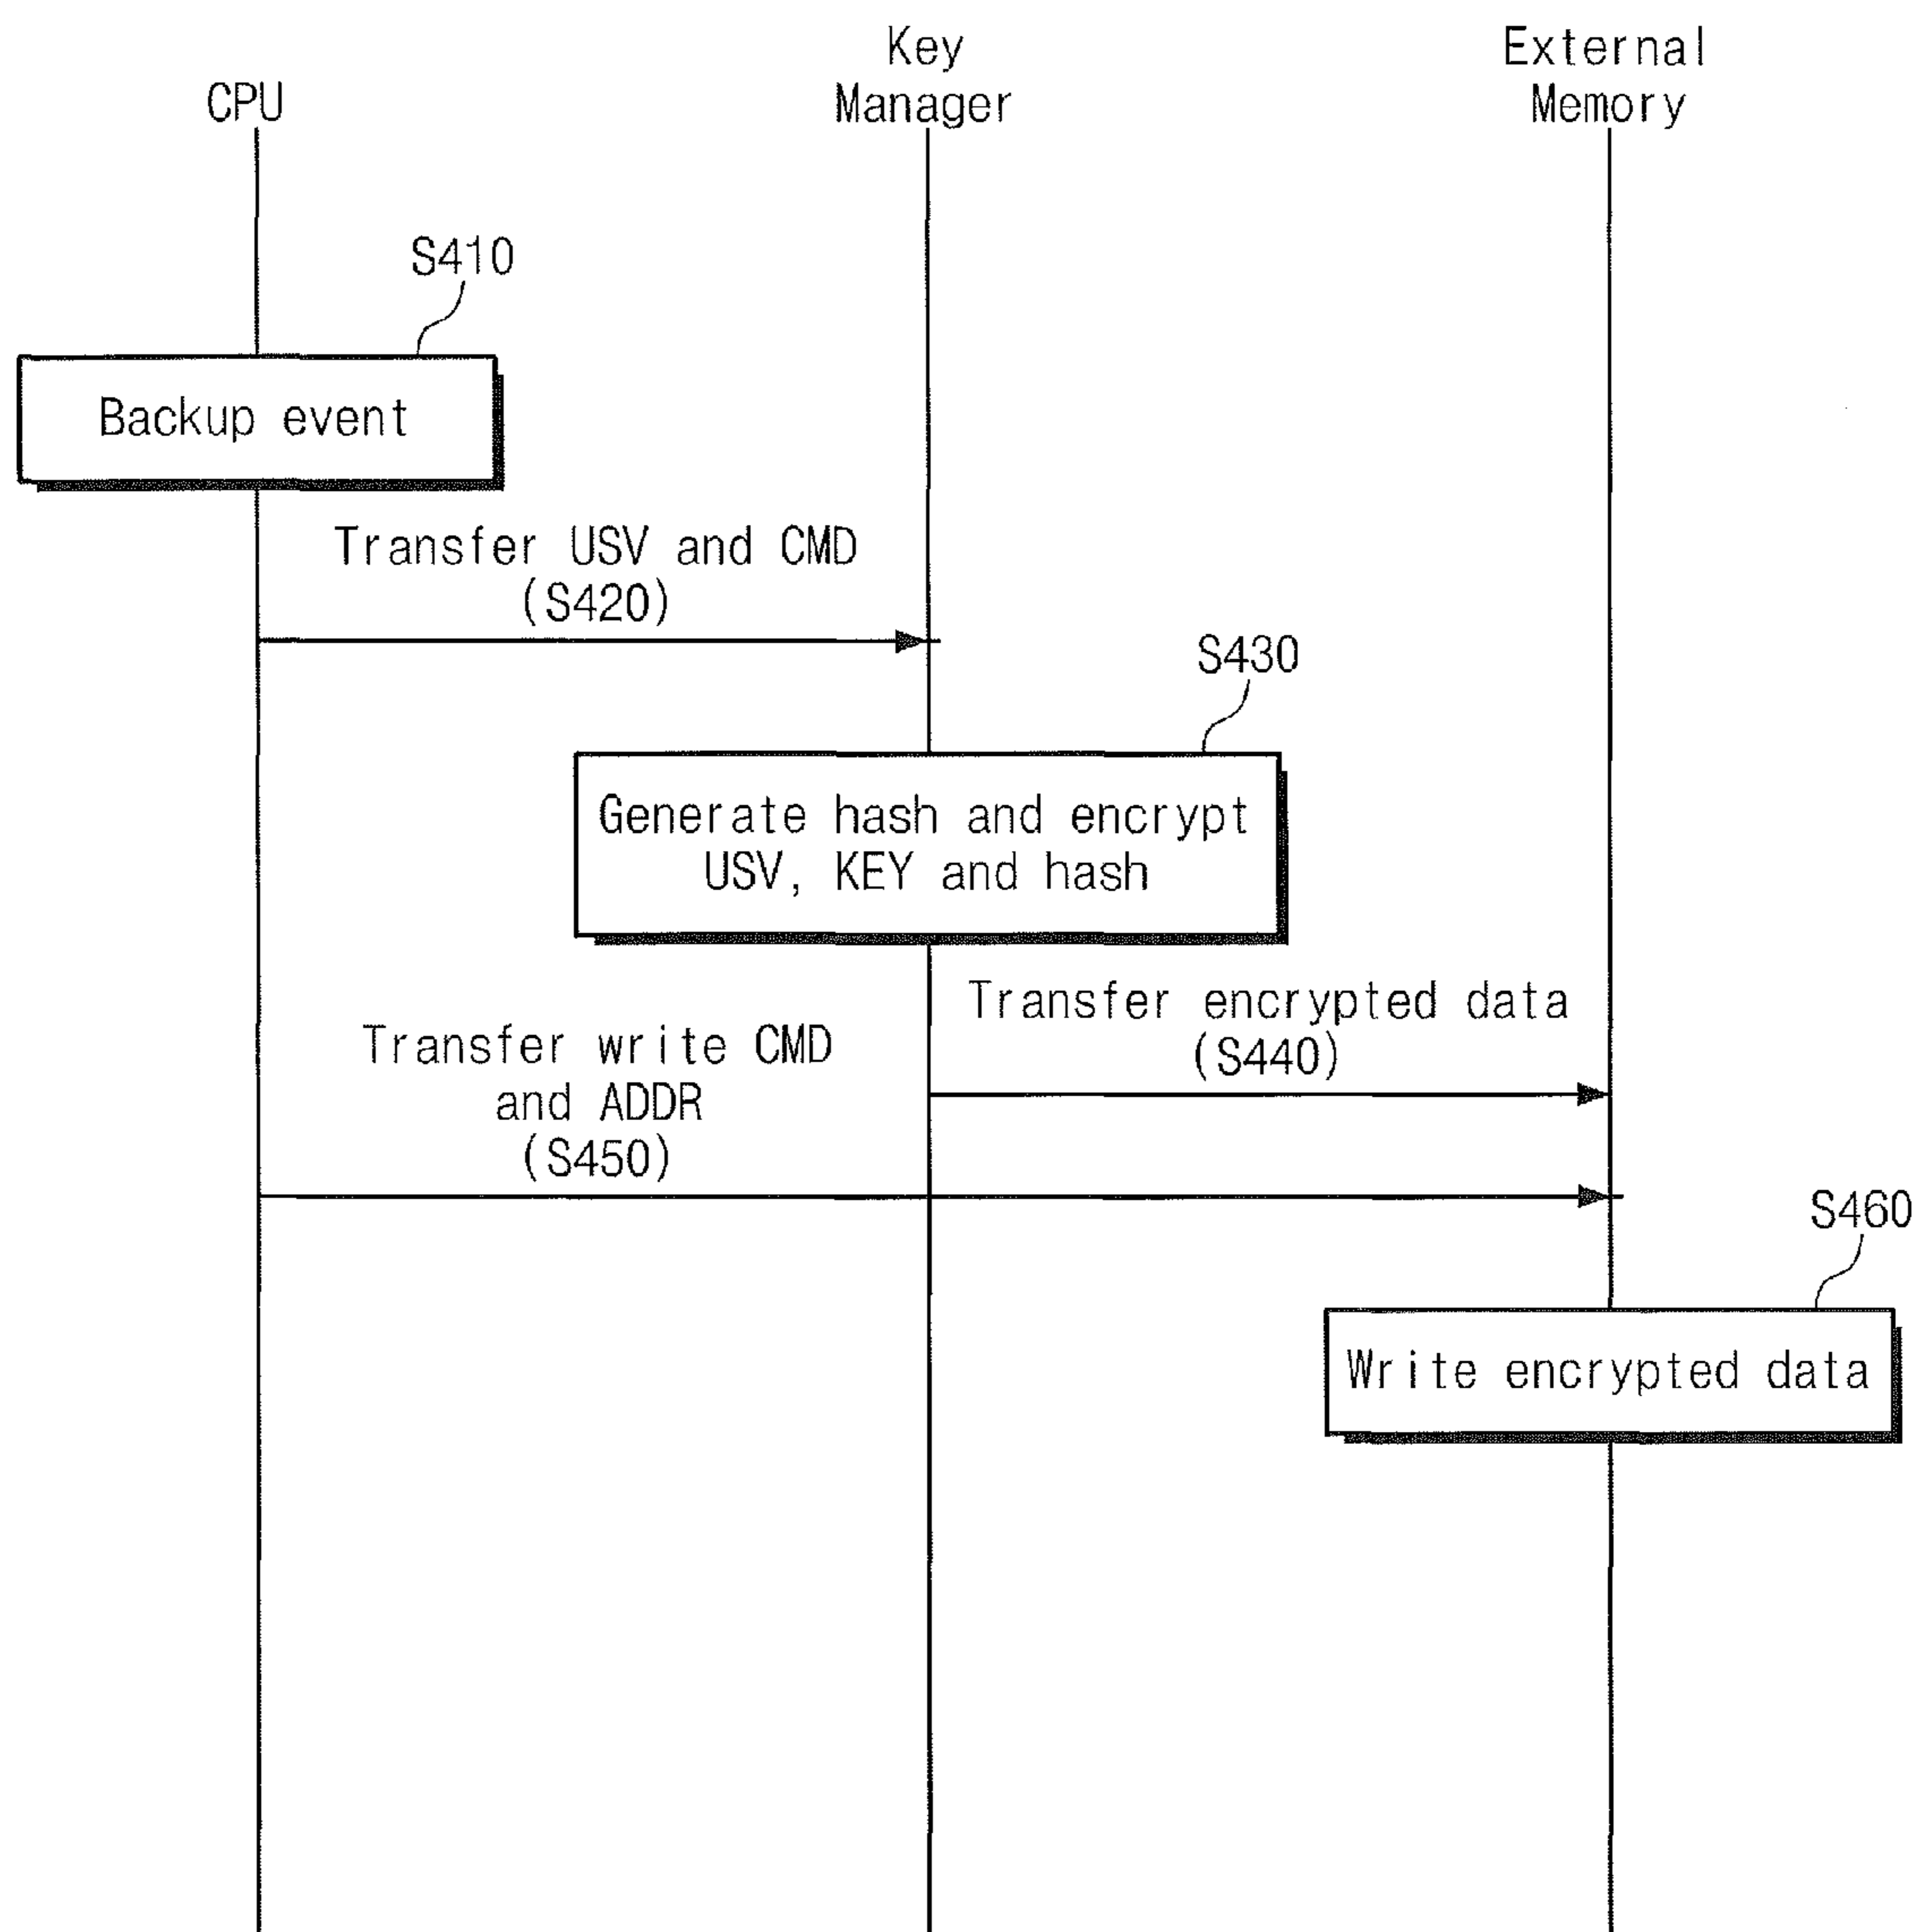 CPU
Key
Manager
External
Memory
S410
Backup event
Transfer USV and CMD
(S420)
S430
Generate hash and encrypt
USV, KEY and hash
Transfer encrypted data
(S440)
Transfer write CMD
and ADDR
(S450)
S460
Write encrypted data